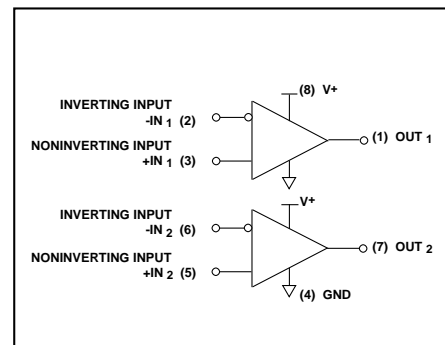 (8) V+
INVERTING INPUT
-IN 1 (2)
(1) OUT 1
NONINVERTING INPUT
+IN 1 (3)
V+
INVERTING INPUT
-IN 2 (6)
(7) OUT 2
NONINVERTING INPUT
+IN 2 (5)
(4) GND